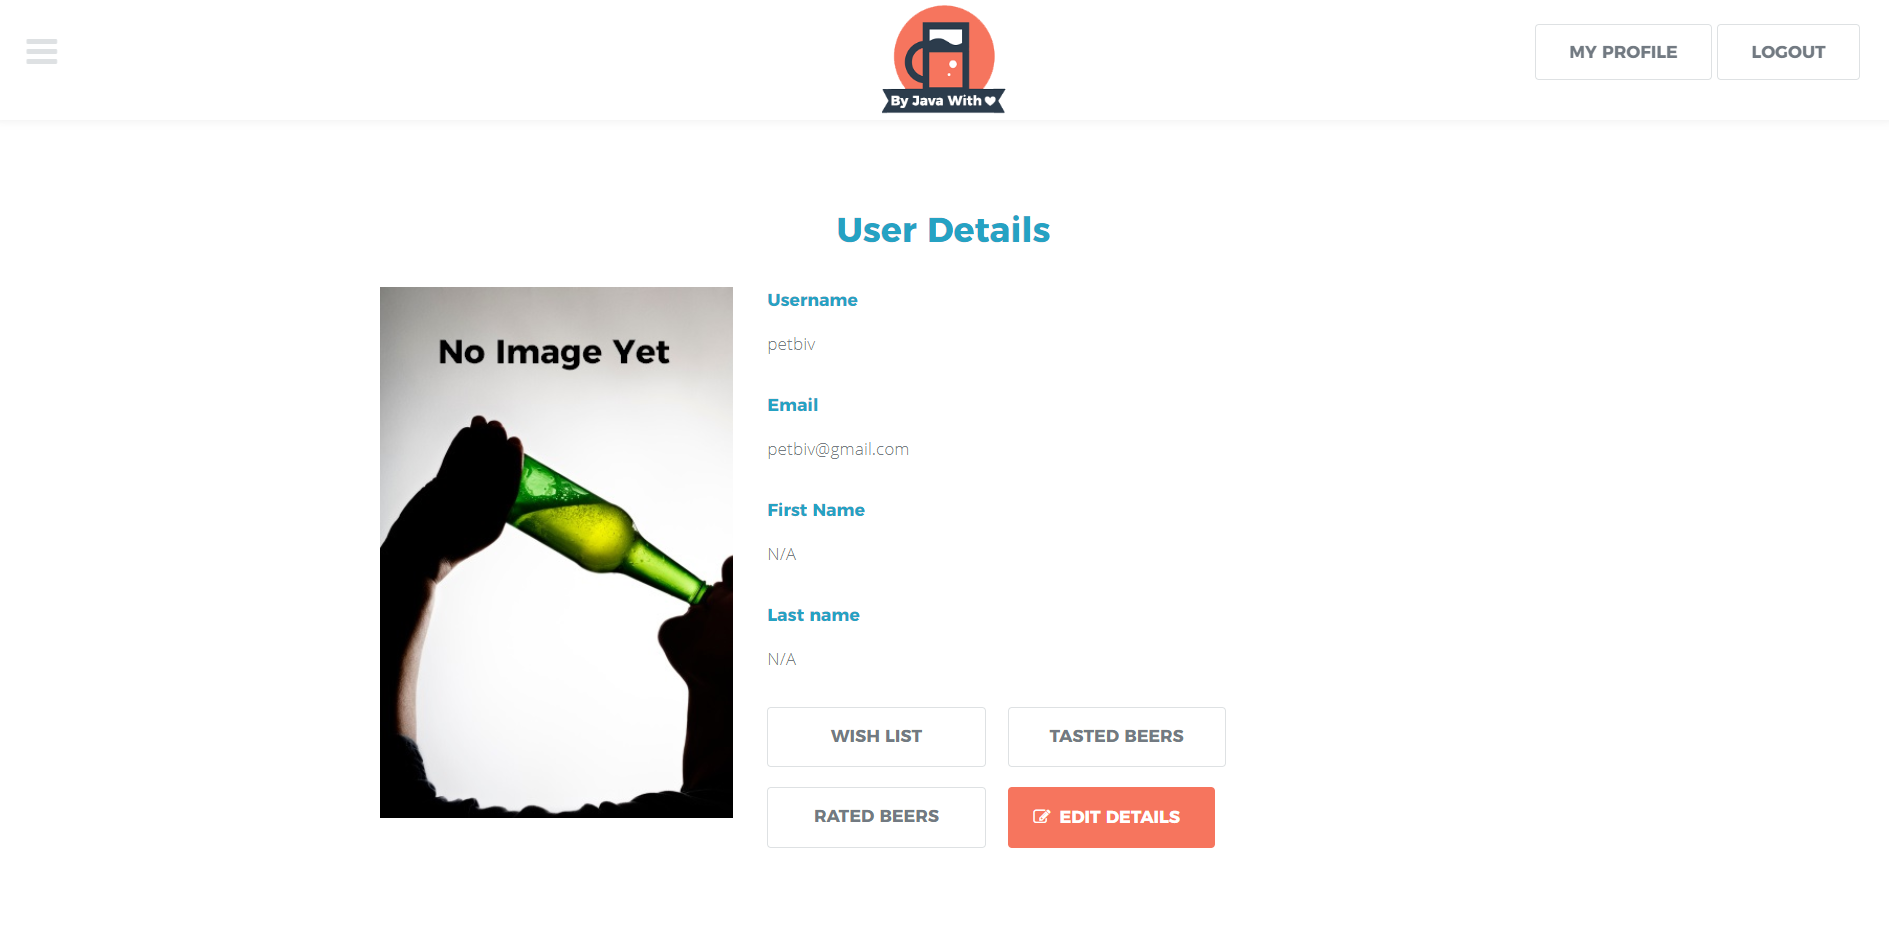 By Java With
MY PROFILE
LOGOUT
User Details
No Image Yet
Username
petbiv
Email
petbiv@gmail.com
First Name
N/A
Last name
N/A
WISH LIST
TASTED BEERS
RATED BEERS
EDIT DETAILS